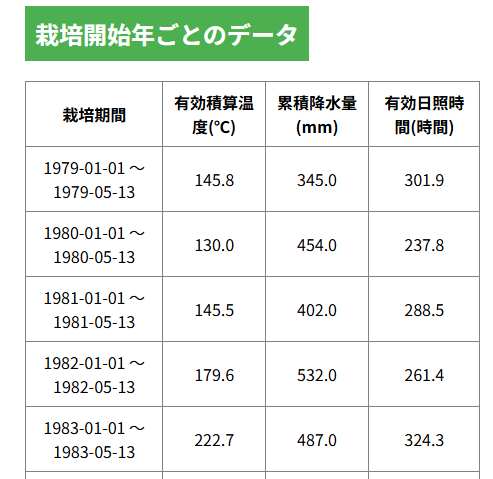 栽培開始年ごとのデータ
栽培期間 有効積算温度(℃) 累積降水量(mm) 有効日照時間(時間)
1979-01-01 〜 1979-05-13 145.8 345.0 301.9
1980-01-01 〜 1980-05-13 130.0 454.0 237.8
1981-01-01 〜 1981-05-13 145.5 402.0 288.5
1982-01-01 〜 1982-05-13 179.6 532.0 261.4
1983-01-01 〜 1983-05-13 222.7 487.0 324.3